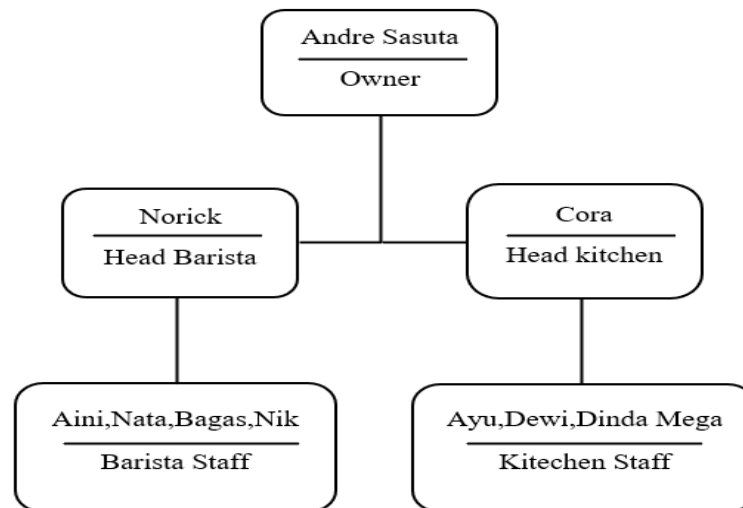 Andre Sasuta
Owner
Norick
Head Barista
Cora
Head kitchen
Aini,Nata,Bagas,Nik
Barista Staff
Ayu,Dewi,Dinda Mega
Kitechen Staff